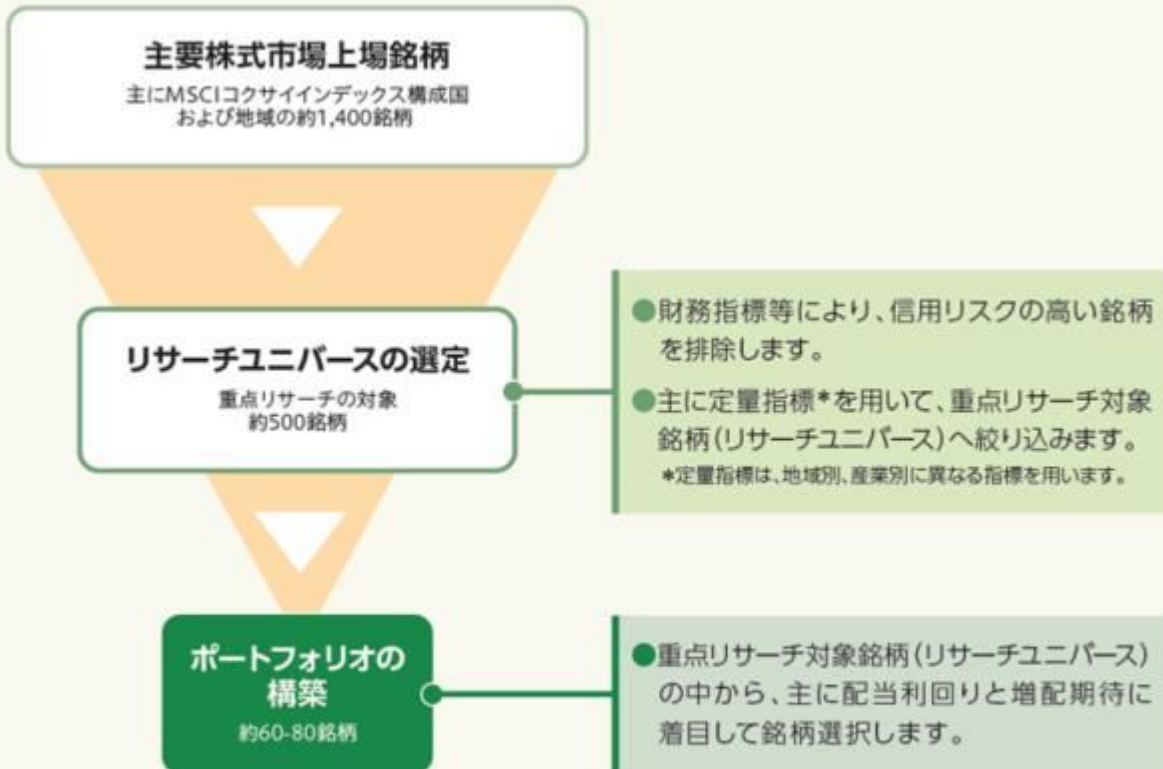 主要株式市場上場銘柄
主にMSCIコクサイインデックス構成国
および地域の約1,400銘柄
リサーチユニバースの選定
重点リサーチの対象
約500銘柄
●財務指標等により、信用リスクの高い銘柄
を排除します。
●主に定量指標*を用いて、重点リサーチ対象
銘柄(リサーチユニバース)へ絞り込みます。
*定量指標は、地域別、産業別に異なる指標を用います。
ポートフォリオの
構築
約60-80銘柄
●重点リサーチ対象銘柄(リサーチユニバース)
の中から、主に配当利回りと増配期待に
着目して銘柄選択します。